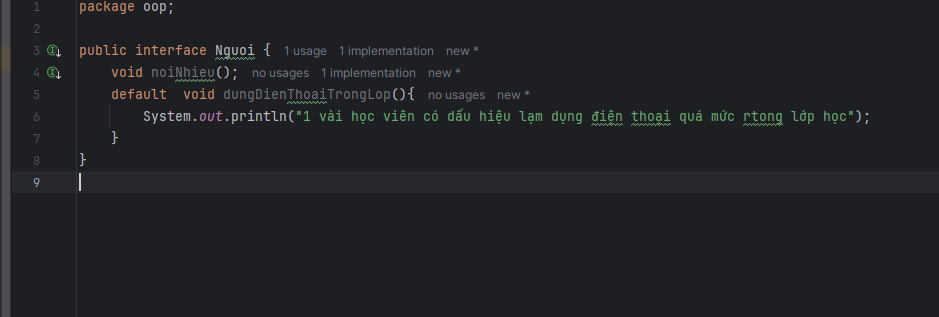 1 package oop;
2
3 public interface Nguoi { 1 usage 1 implementation new *
4 void noiNhieu(); no usages 1 implementation new *
5 default void dungDienThoaiTrongLop(){ no usages new *
6 System.out.println("1 vài học viên có dấu hiệu lạm dụng điện thoại quá mức rtong lớp học");
7 }
8 }
9